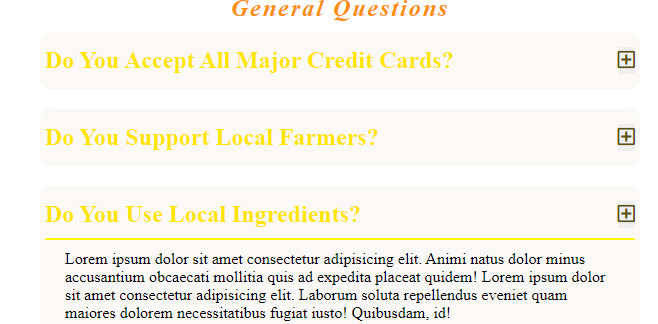 General Questions
Do You Accept All Major Credit Cards?
Do You Support Local Farmers?
Do You Use Local Ingredients?
Lorem ipsum dolor sit amet consectetur adipisicing elit. Animi natus dolor minus
accusantium obcaecati mollitia quis ad expedita placeat quidem! Lorem ipsum dolor
sit amet consectetur adipisicing elit. Laborum soluta repellendus eveniet quam
maiores dolorem necessitatibus fugiat iusto! Quibusdam, id!